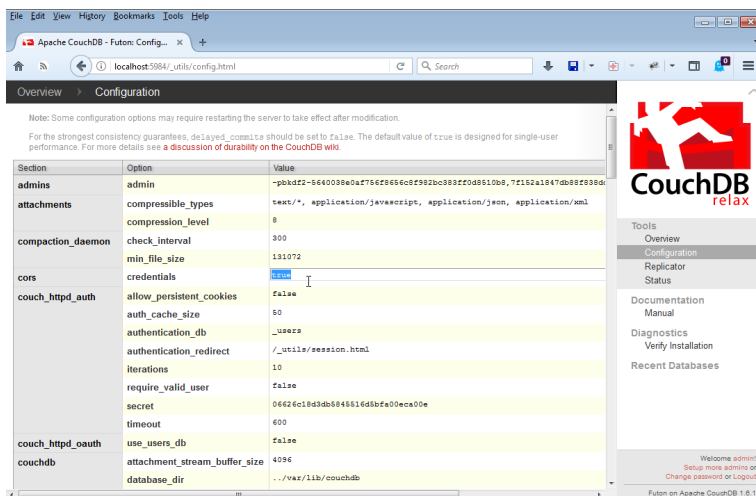 File Edit View History Bookmarks Tools Help
Apache CouchDB - Futon: Config... × +
localhost:5984/_utils/config.html
Search
0
Overview > Configuration
Note: Some configuration options may require restarting the server to take effect after modification.
For the strongest consistency guarantees, delayed_commits should be set to false. The default value of true is designed for single-user
performance. For more details see a discussion of durability on the CouchDB wiki.
Section Option Value
admins admin
attachments compressible_types text/*, application/javascript, application/json, application/xml
compression_level 8
compaction_daemon check_interval 300
min_file_size 131072
cors credentials true
couch_httpd_auth allow_persistent_cookies false
auth_cache_size 50
authentication_db _users
authentication_redirect /_utils/session.html
iterations 10
require_valid_user false
secret 06626c18d3db5845516d5bfa00eca00e
timeout 600
couch_httpd_oauth use_users_db false
couchdb attachment_stream_buffer_size 4096
database_dir ../var/lib/couchdb
CouchDB
relax
Tools
Overview
Configuration
Replicator
Status
Documentation
Manual
Diagnostics
Verify Installation
Recent Databases
Welcome admin!
Setup more admins or
Change password or Logout
Futon on Apache CouchDB 1.6.1